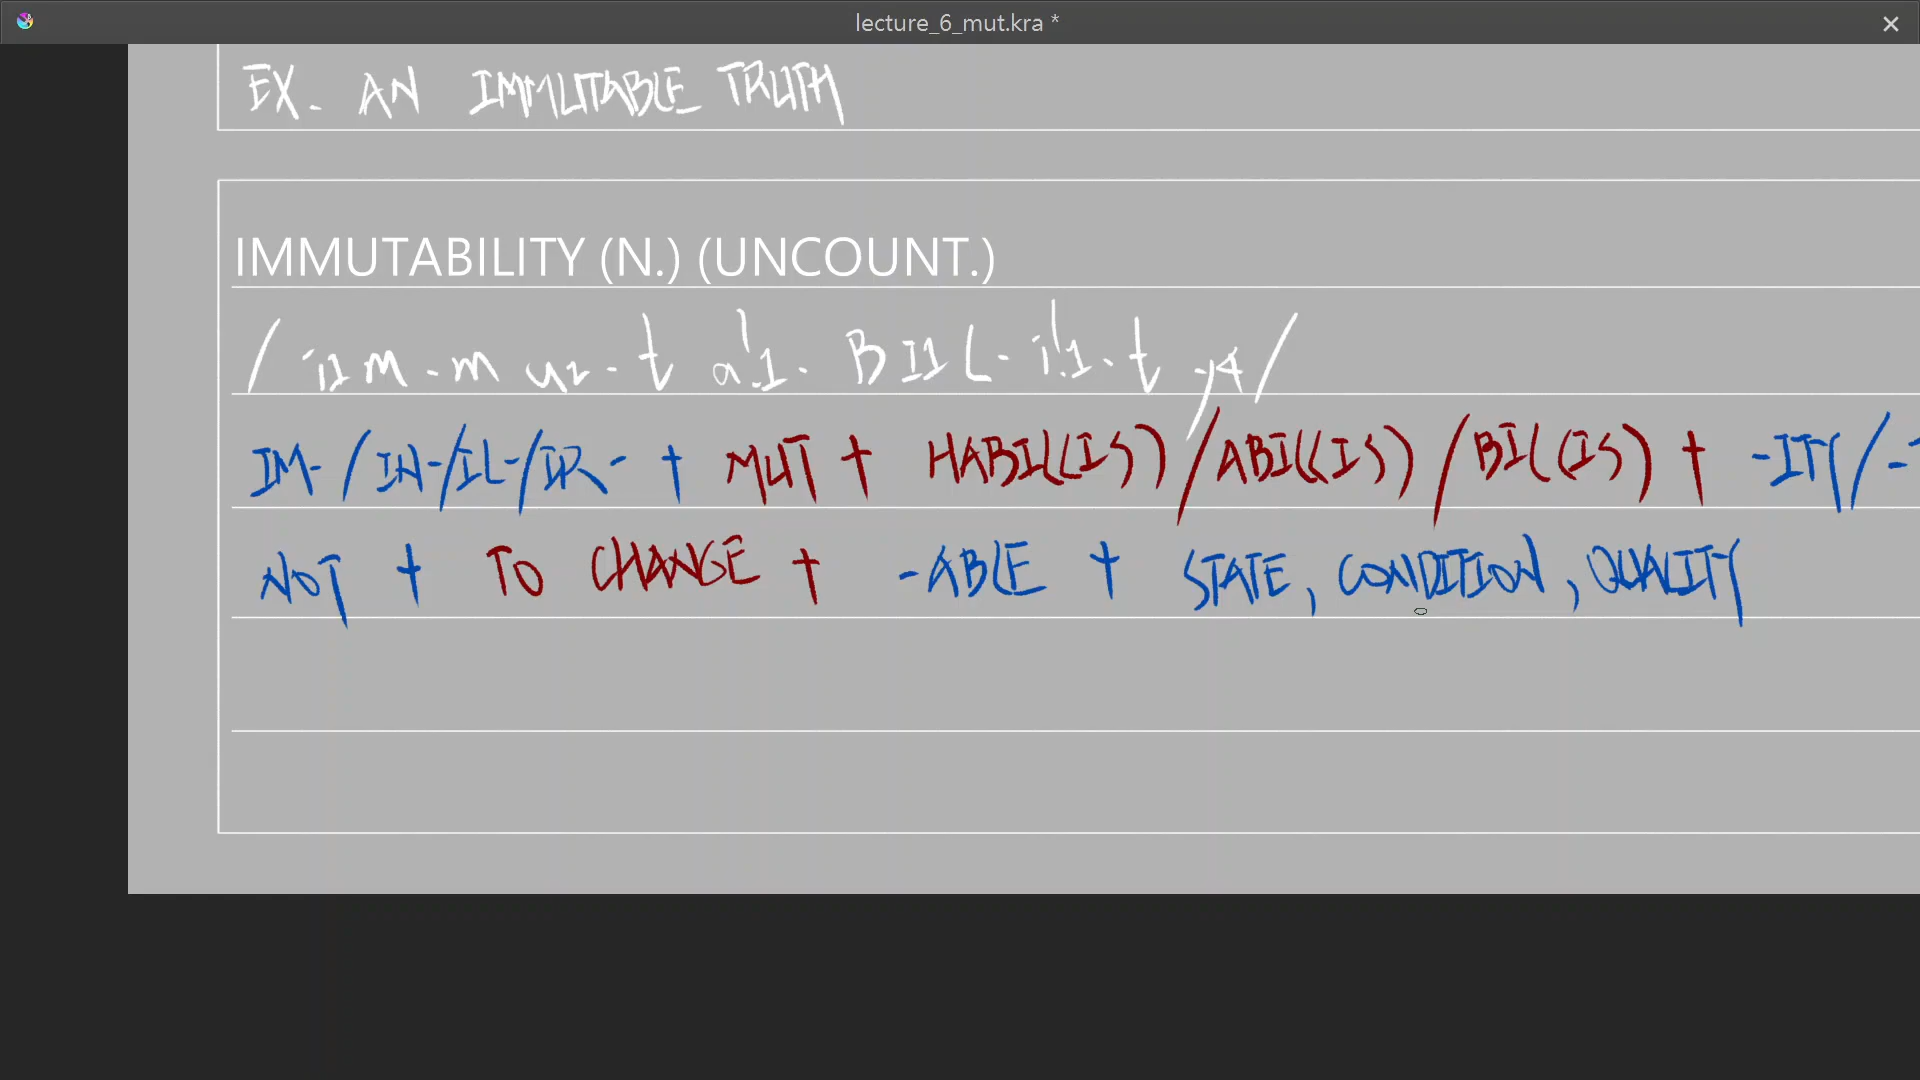 lecture_6_mut.kra *
EX. AN IMMUTABLE TRUTH
IMMUTABILITY (N.) (UNCOUNT.)
IM-/IN-/IL-/IR- + MUT + HABIL(IS)/ABIL(IS)/BIL(IS) + -ITY/-
NOT + TO CHANGE + -ABLE + STATE, CONDITION, QUALITY